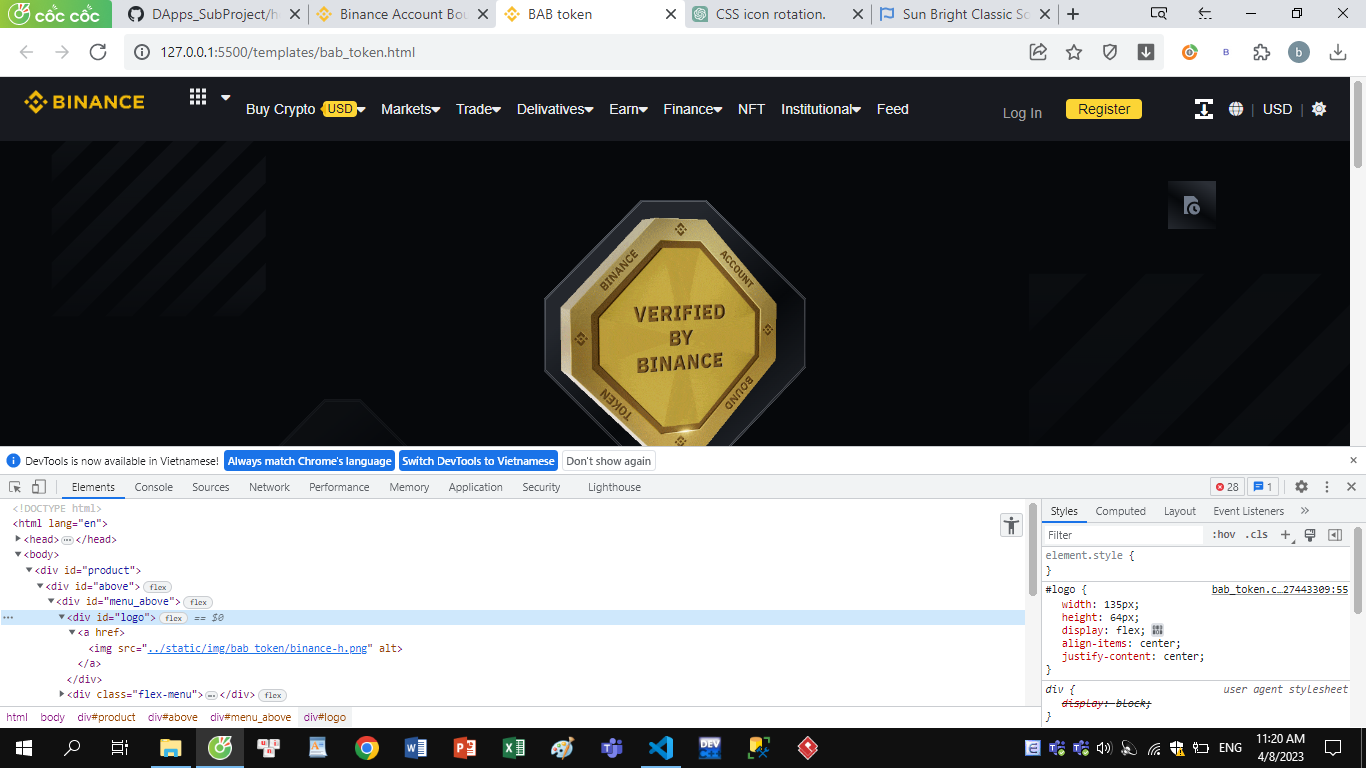 cốc cốc
DApps_SubProject/h
Binance Account Bou
BAB token
CSS icon rotation.
Sun Bright Classic So
127.0.0.1:5500/templates/bab_token.html
B
b
BINANCE
Buy Crypto USD Markets Trade Delivatives Earn Finance NFT Institutional Feed
Log In Register | USD |
BINANCE ACCOUNT
VERIFIED
BY
BINANCE
TOKEN BOUND
DevTools is now available in Vietnamese! Always match Chrome's language Switch DevTools to Vietnamese Don't show again
Elements Console Sources Network Performance Memory Application Security Lighthouse 28 1
<!DOCTYPE html>
<html lang="en">
<head>…</head>
<body>
<div id="product">
<div id="above"> flex
<div id="menu_above"> flex
<div id="logo"> flex == $0
<a href>
<img src="../static/img/bab_token/binance-h.png" alt>
</a>
</div>
<div class="flex-menu">…</div> flex
html body div#product div#above div#menu_above div#logo
Styles Computed Layout Event Listeners »
Filter :hov .cls +
element.style {
}
#logo { bab_token.c…27443309:55
width: 135px;
height: 64px;
display: flex;
align-items: center;
justify-content: center;
}
div { user agent stylesheet
display: block;
}
DEV
ENG
11:20 AM
4/8/2023